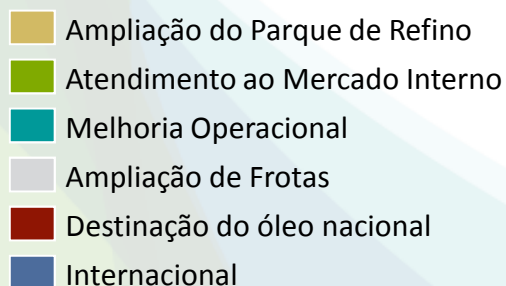 Ampliação do Parque de Refino
Atendimento ao Mercado Interno
Melhoria Operacional
Ampliação de Frotas
Destinação do óleo nacional
Internacional